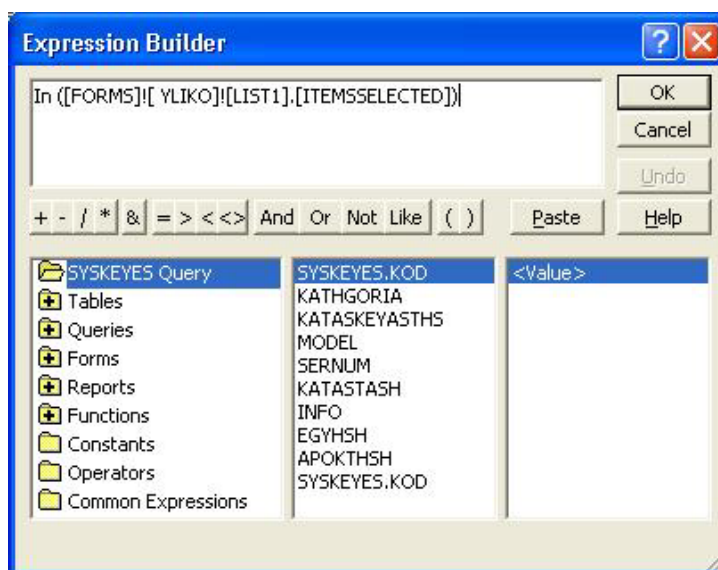 Expression Builder
In ([FORMS]![ YLIKO]![LIST1].[ITEMSSELECTED])
OK
Cancel
Undo
+ - / * & = > < <> And Or Not Like ( ) Paste Help
SYSKEYES Query
Tables
Queries
Forms
Reports
Functions
Constants
Operators
Common Expressions
SYSKEYES.KOD
KATHGORIA
KATASKEYASTHS
MODEL
SERNUM
KATASTASH
INFO
EGYHSH
APOKTHSH
SYSKEYES.KOD
<Value>